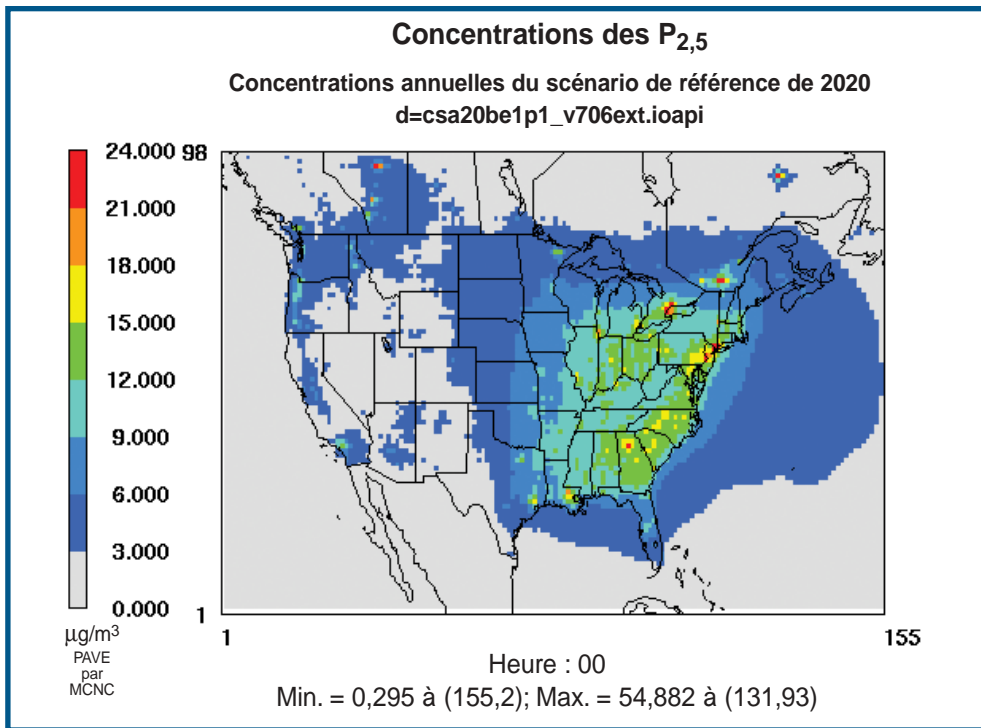 Concentrations des P2,5
Concentrations annuelles du scénario de référence de 2020
d=csa20be1p1_v706ext.ioapi
24.000 98
21.000
18.000
15.000
12.000
9.000
6.000
3.000
0.000 1
µg/m³
PAVE
par
MCNC
1 155
Heure : 00
Min. = 0,295 à (155,2); Max. = 54,882 à (131,93)